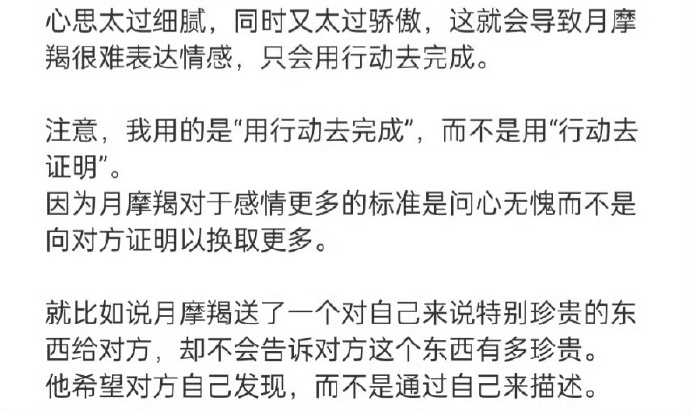 心思太过细腻，同时又太过骄傲，这就会导致月摩
羯很难表达情感，只会用行动去完成。
注意，我用的是“用行动去完成”，而不是用“行动去
证明”。
因为月摩羯对于感情更多的标准是问心无愧而不是
向对方证明以换取更多。
就比如说月摩羯送了一个对自己来说特别珍贵的东
西给对方，却不会告诉对方这个东西有多珍贵。
他希望对方自己发现，而不是通过自己来描述。